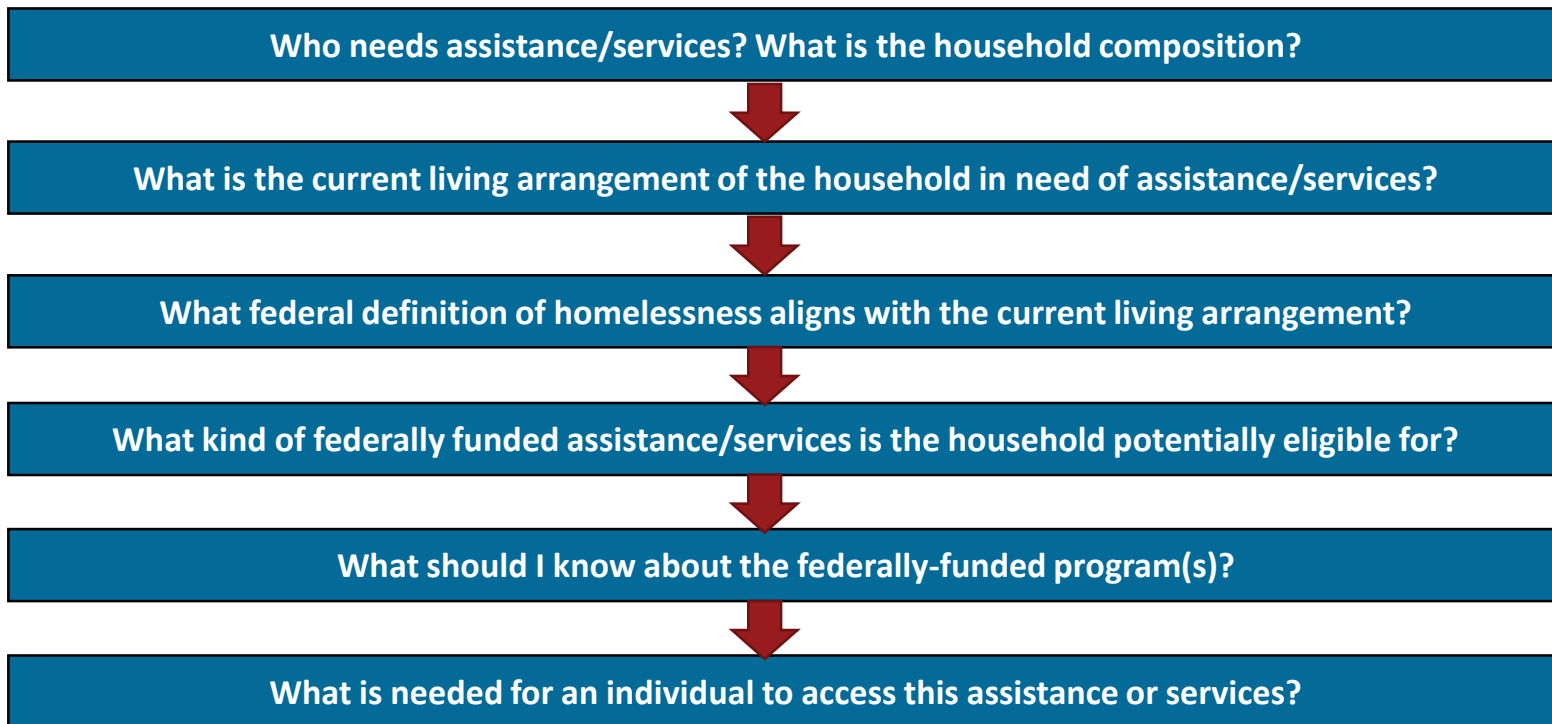 Who needs assistance/services? What is the household composition?
What is the current living arrangement of the household in need of assistance/services?
What federal definition of homelessness aligns with the current living arrangement?
What kind of federally funded assistance/services is the household potentially eligible for?
What should I know about the federally-funded program(s)?
What is needed for an individual to access this assistance or services?